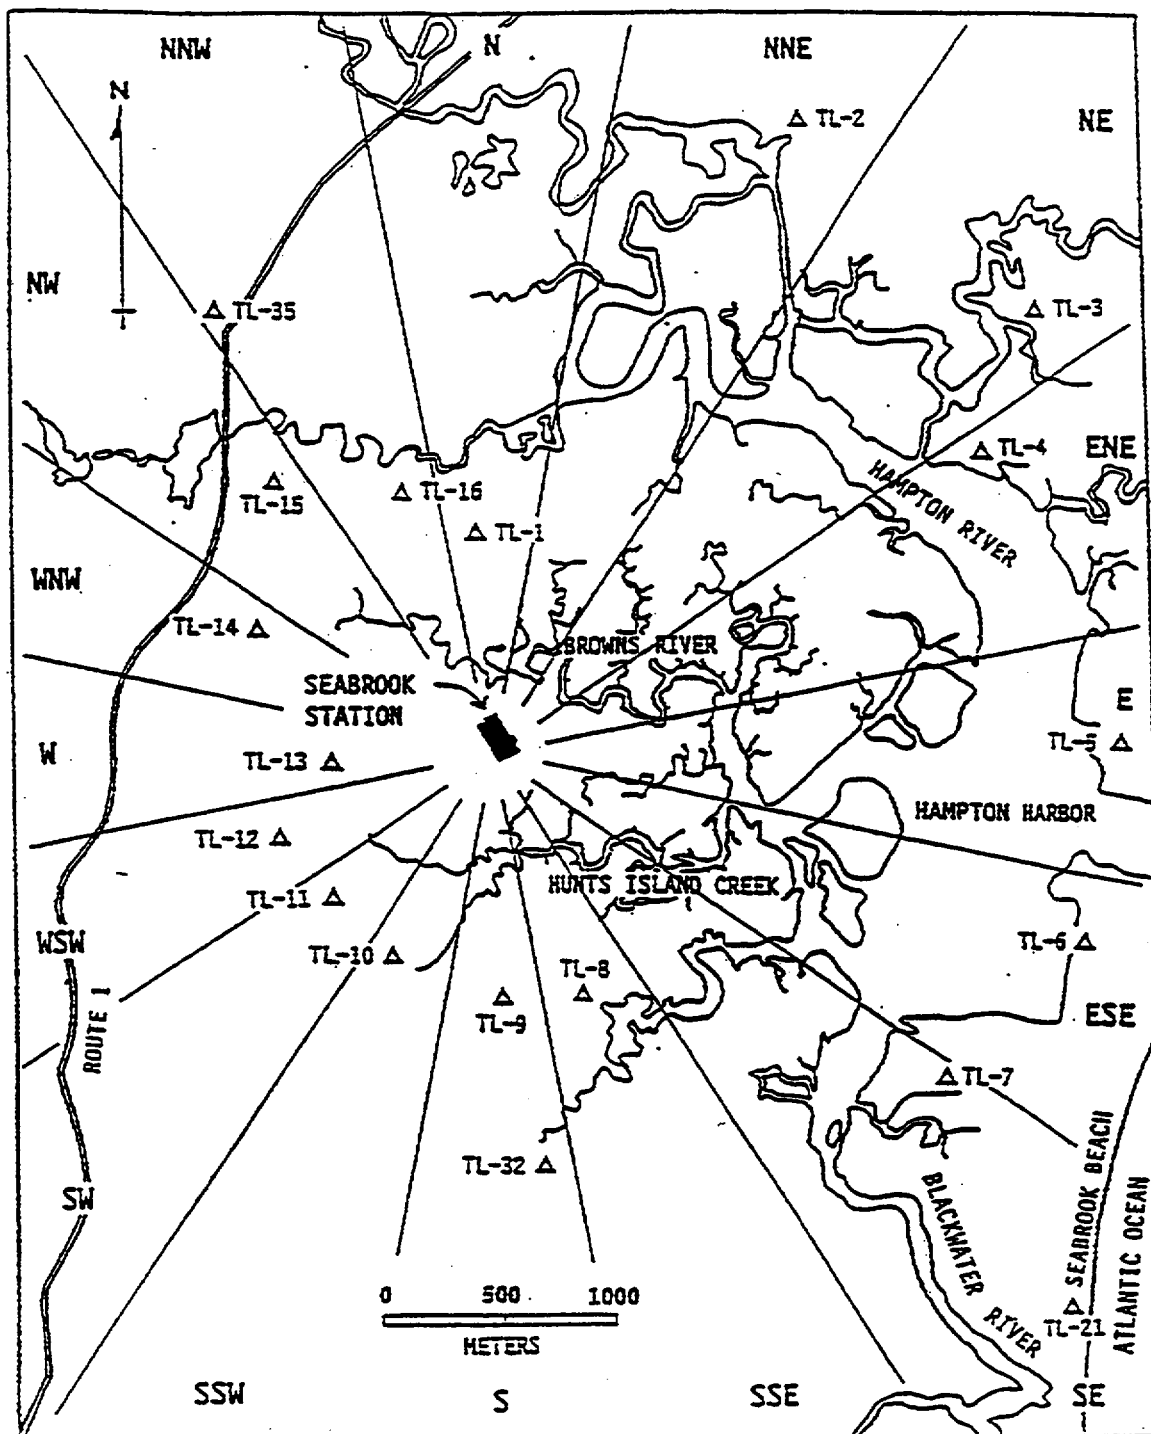 NNW
N
NNE
N
TL-2
NE
NW
TL-35
TL-3
TL-4
ENE
TL-15
TL-16
TL-1
HAMPTON RIVER
WNW
TL-14
BROWNS RIVER
SEABROOK
STATION
E
W
TL-13
TL-5
HAMPTON HARBOR
TL-12
HUNTS ISLAND CREEK
TL-11
WSW
TL-10
TL-8
TL-6
TL-9
ESE
ROUTE 1
TL-7
TL-32
SW
SEABROOK BEACH
ATLANTIC OCEAN
BLACKWATER RIVER
0 500 1000
METERS
TL-21
SSW
S
SSE
SE